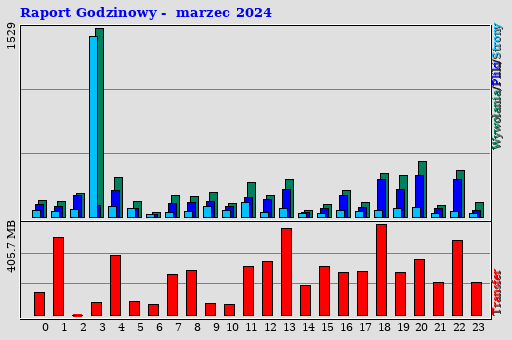 Raport Godzinowy - marzec 2024
1529
Wywolania/Pliki/Strony
405.7 MB
Transfer
0 1 2 3 4 5 6 7 8 9 10 11 12 13 14 15 16 17 18 19 20 21 22 23